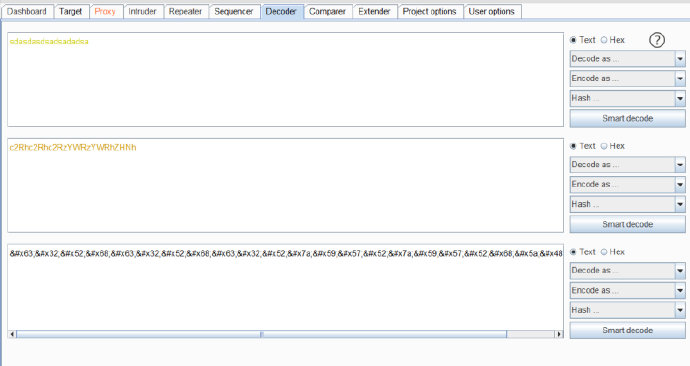 Dashboard Target Proxy Intruder Repeater Sequencer Decoder Comparer Extender Project options User options
sdasdasdsadsadadsa
Text Hex ?
Decode as ...
Encode as ...
Hash ...
Smart decode
c2Rhc2Rhc2RzYWRzYWRhZHNh
Text Hex
Decode as ...
Encode as ...
Hash ...
Smart decode
&#x63;&#x32;&#x52;&#x68;&#x63;&#x32;&#x52;&#x68;&#x63;&#x32;&#x52;&#x7a;&#x59;&#x57;&#x52;&#x7a;&#x59;&#x57;&#x52;&#x68;&#x5a;&#x48
Text Hex
Decode as ...
Encode as ...
Hash ...
Smart decode